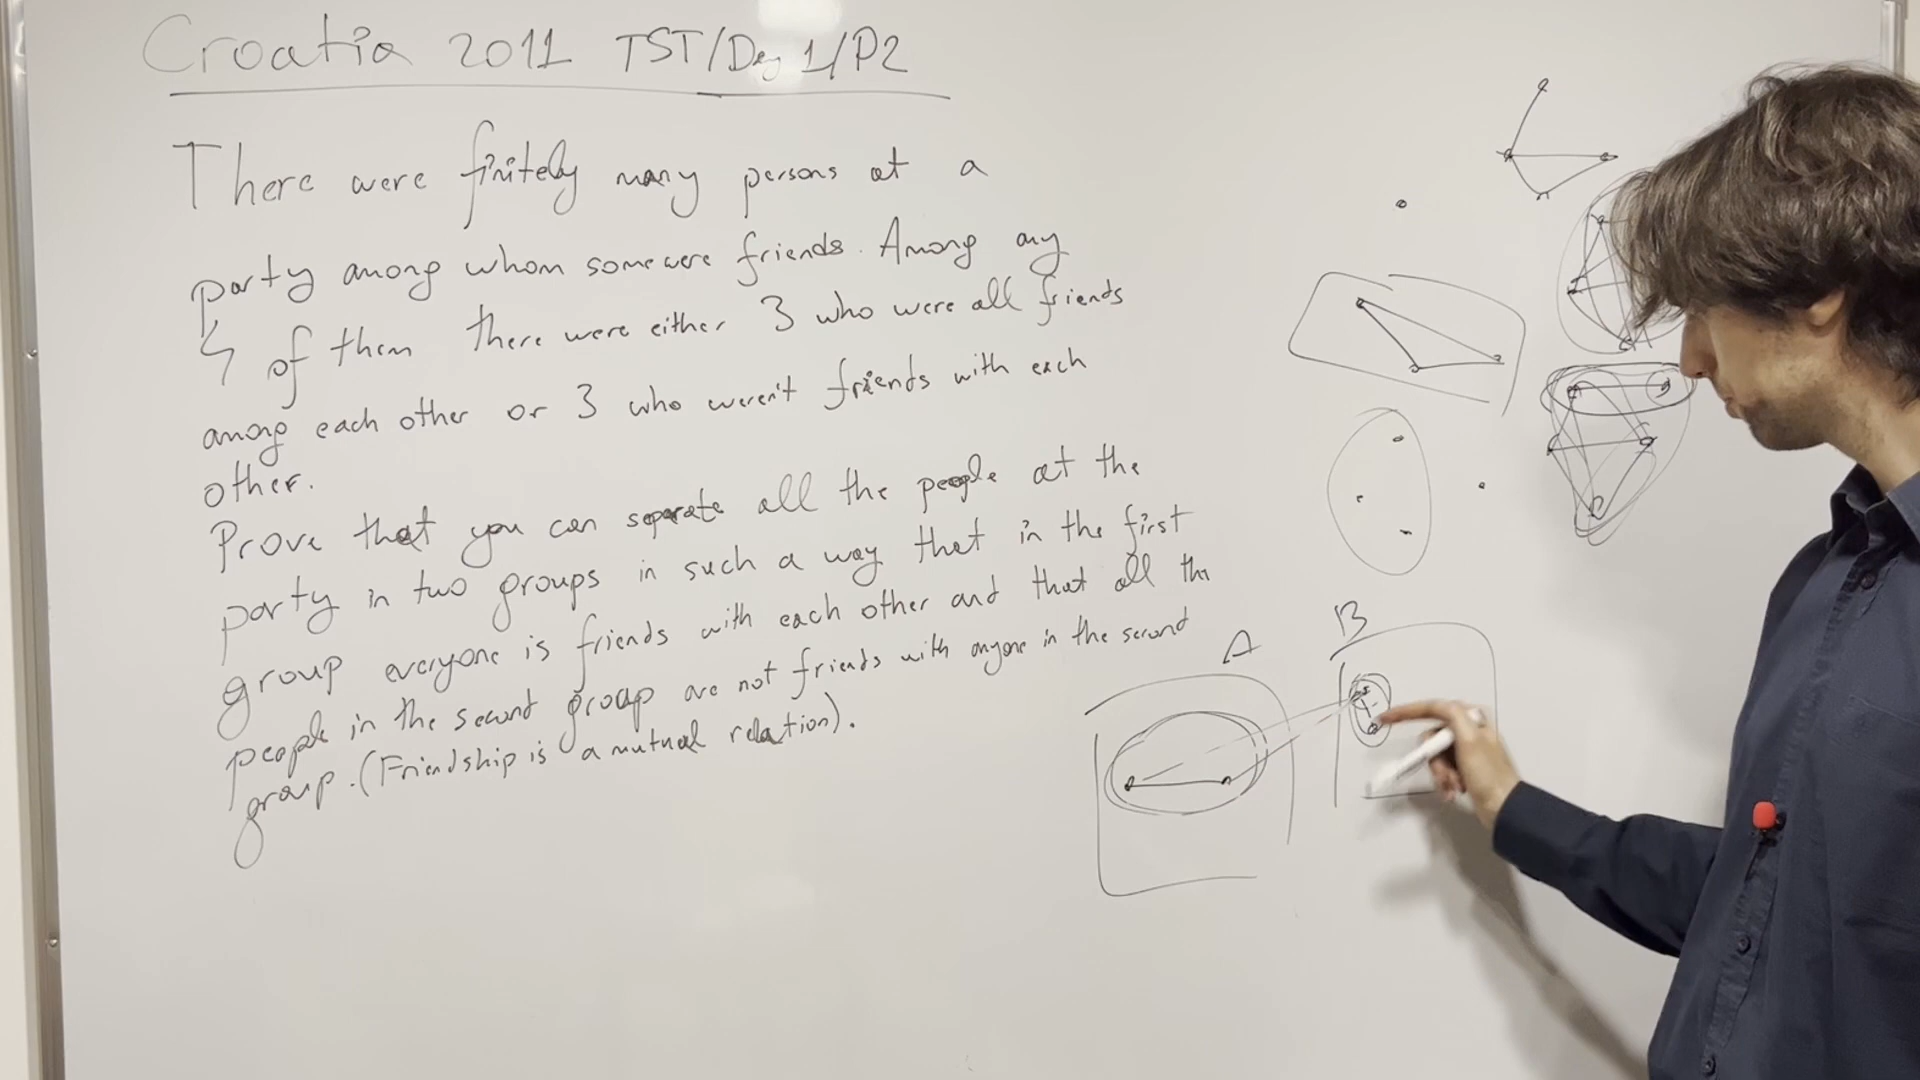 Croatia 2011 TST/Day 1/P2
There were finitely many persons at a
party among whom some were friends. Among any
4 of them there were either 3 who were all friends
among each other or 3 who weren't friends with each
other.
Prove that you can separate all the people at the
party in two groups in such a way that in the first
group everyone is friends with each other and that all the
people in the second group are not friends with anyone in the second
group. (Friendship is a mutual relation).
A
B